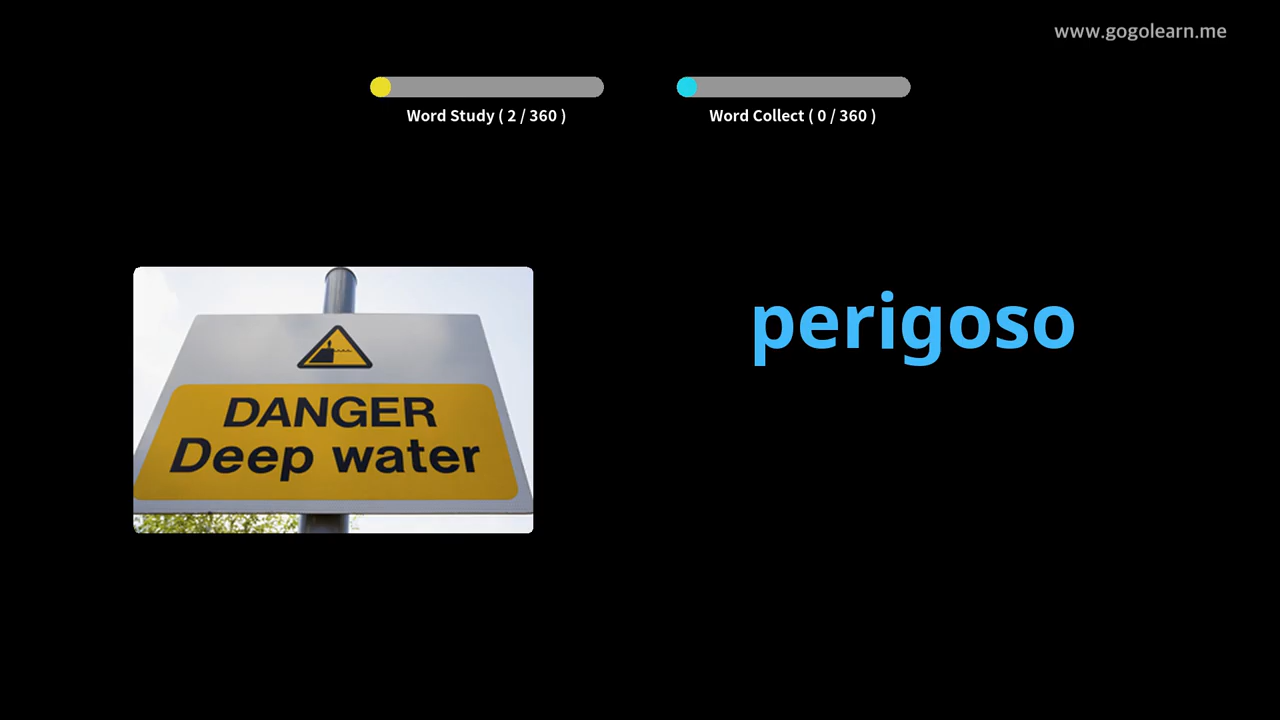 www.gogolearn.me
Word Study ( 2 / 360 )
Word Collect ( 0 / 360 )
DANGER
Deep water
perigoso